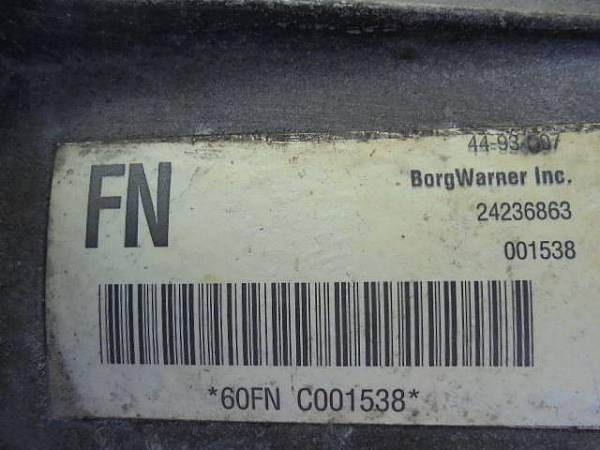 FN
BorgWarner Inc.
24236863
001538
*60FN C001538*